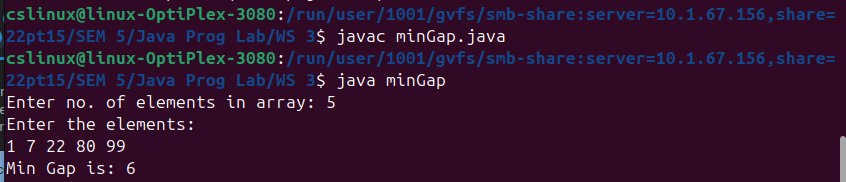 cslinux@linux-OptiPlex-3080:/run/user/1001/gvfs/smb-share:server=10.1.67.156,share=
22pt15/SEM 5/Java Prog Lab/WS 3$ javac minGap.java
cslinux@linux-OptiPlex-3080:/run/user/1001/gvfs/smb-share:server=10.1.67.156,share=
22pt15/SEM 5/Java Prog Lab/WS 3$ java minGap
Enter no. of elements in array: 5
Enter the elements:
1 7 22 80 99
Min Gap is: 6